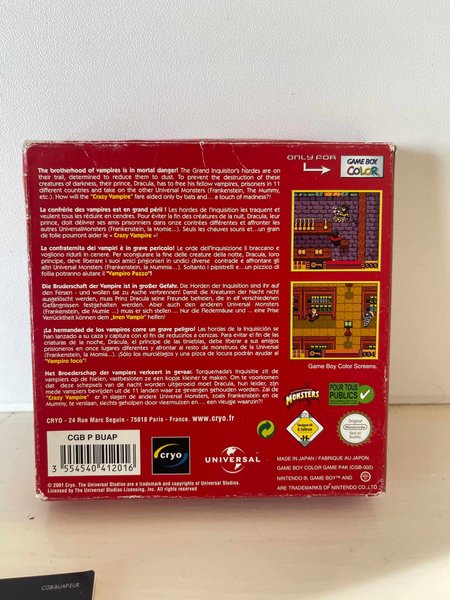 The brotherhood of vampires is in mortal danger! The Grand Inquisitor's hordes are on
their trail, determined to reduce them to dust. To prevent the destruction of these
creatures of darkness, their prince, Dracula, has to free his fellow vampires, prisoners in 11
different countries and take on the other Universal Monsters (Frankenstein, The Mummy,
etc.). How will the "Crazy Vampire" fare aided only by bats and... a touch of madness?!
La confrérie des vampires est en grand péril ! Les hordes de l'Inquisition les traquent et
veulent tous les réduire en cendres. Pour éviter la fin des créatures de la nuit, Dracula, leur
prince, doit délivrer ses amis prisonniers dans onze contrées différentes et affronter les
autres Universal Monsters (Frankenstein, la Momie...). Seuls les chauves souris et... un grain
de folie pourront aider le « Crazy Vampire »!
La confraternita dei vampiri è in grave pericolo! Le orde dell'Inquisizione li braccano e
vogliono ridurli in cenere. Per scongiurare la fine delle creature della notte, Dracula, loro
principe, deve liberare i suoi amici prigionieri in undici diverse contrade e affrontare gli
altri Universal Monsters (Frankenstein, la Mummia...). Soltanto i pipistrelli e... un pizzico di
follia potranno aiutare il "Vampiro Pazzo"!
Die Bruderschaft der Vampire ist in großer Gefahr. Die Horden der Inquisition sind ihr auf
den Fersen - und wollen sie zu Asche verbrennen! Damit die Kreaturen der Nacht nicht
ausgelöscht werden, muss Prinz Dracula seine Freunde befreien, die in elf verschiedenen
Gefängnissen festgehalten werden. Aber auch den anderen Universal Monstern
(Frankenstein, die Mumie ...) muss er sich stellen... Nur die Fledermäuse und ... eine Prise
Verrücktheit können dem „Irren Vampir" helfen!
¡La hermandad de los vampiros corre un grave peligro! Las hordas de la Inquisición se
han lanzado a su caza y captura con el fin de reducirlos a cenizas. Para evitar el fin de las
criaturas de la noche, Drácula, el príncipe de las tinieblas, debe liberar a sus amigos
prisioneros en once lugares diferentes y afrontar al resto de monstruos de la Universal
(Frankenstein, la Momia...). ¡Sólo los murciélagos y una pizca de locura podrán ayudar al
"Vampiro loco"!
Het Broederschap der vampiers verkeert in gevaar. Torquemada's Inquisitie zit de
vampiers op de hielen, vastbesloten ze een kopje kleiner te maken. Om te voorkomen
dat deze schepsels van de nacht worden uitgeroeid moet Dracula, hun leider, zijn
mede vampiers bevrijden uit de 11 landen waar ze gevangen worden gehouden. Zal de
"Crazy Vampire" er in slagen de andere Universal Monsters, zoals Frankenstein en de
Mummy, te verslaan, slechts geholpen door vleermuizen en... een vleugje waanzin?!
CRYO - 24 Rue Marc Seguin - 75018 Paris - France. www.cryo.fr
ONLY FOR
GAME BOY
COLOR
000
004
Game Boy Color Screens.
CGB P BUAP
3 554540 412016
cryo
UNIVERSAL
MONSTERS
Geeignet ab
6 Jahren
POUR TOUS
PUBLICS
Original
Nintendo
MADE IN JAPAN / FABRIQUE AU JAPON
GAME BOY COLOR GAME PAK (CGB-002)
NINTENDO ®, GAME BOY™ AND
ARE TRADEMARKS OF NINTENDO CO., LTD.
© 2001 Cryo. The Universal Studios are a trademark and copyrights of Universal Studios.
Licensed by The Universal Studios Licensing, Inc. All rights reserved.
CGB-BUAP-EUR